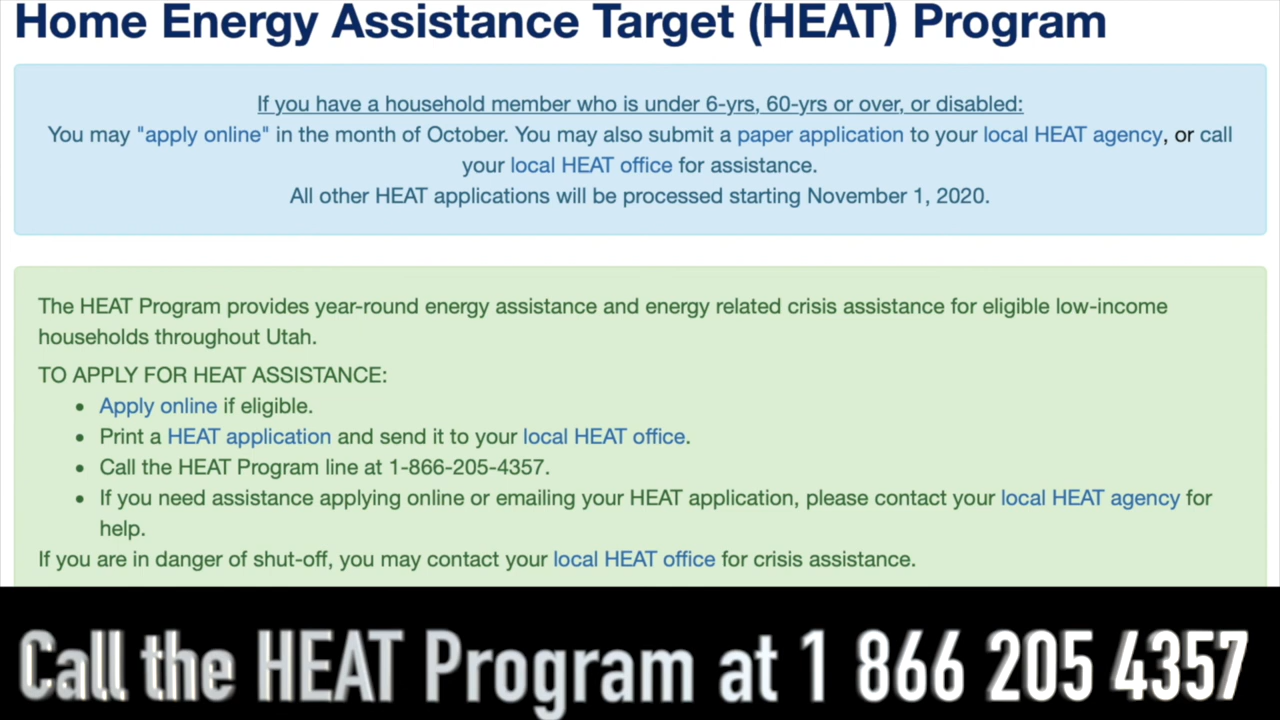 Home Energy Assistance Target (HEAT) Program
If you have a household member who is under 6-yrs, 60-yrs or over, or disabled:
You may "apply online" in the month of October. You may also submit a paper application to your local HEAT agency, or call
your local HEAT office for assistance.
All other HEAT applications will be processed starting November 1, 2020.
The HEAT Program provides year-round energy assistance and energy related crisis assistance for eligible low-income
households throughout Utah.
TO APPLY FOR HEAT ASSISTANCE:
• Apply online if eligible.
• Print a HEAT application and send it to your local HEAT office.
• Call the HEAT Program line at 1-866-205-4357.
• If you need assistance applying online or emailing your HEAT application, please contact your local HEAT agency for
help.
If you are in danger of shut-off, you may contact your local HEAT office for crisis assistance.
Call the HEAT Program at 1 866 205 4357